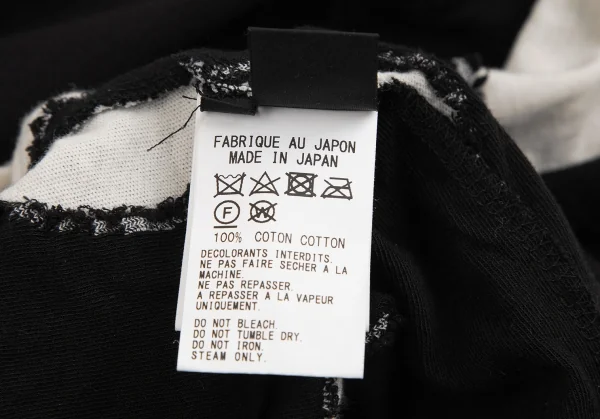 FABRIQUE AU JAPON
MADE IN JAPAN
F W
100% COTON COTTON
DECOLORANTS INTERDITS.
NE PAS FAIRE SECHER A LA
MACHINE.
NE PAS REPASSER.
A REPASSER A LA VAPEUR
UNIQUEMENT.
DO NOT BLEACH.
DO NOT TUMBLE DRY.
DO NOT IRON.
STEAM ONLY.